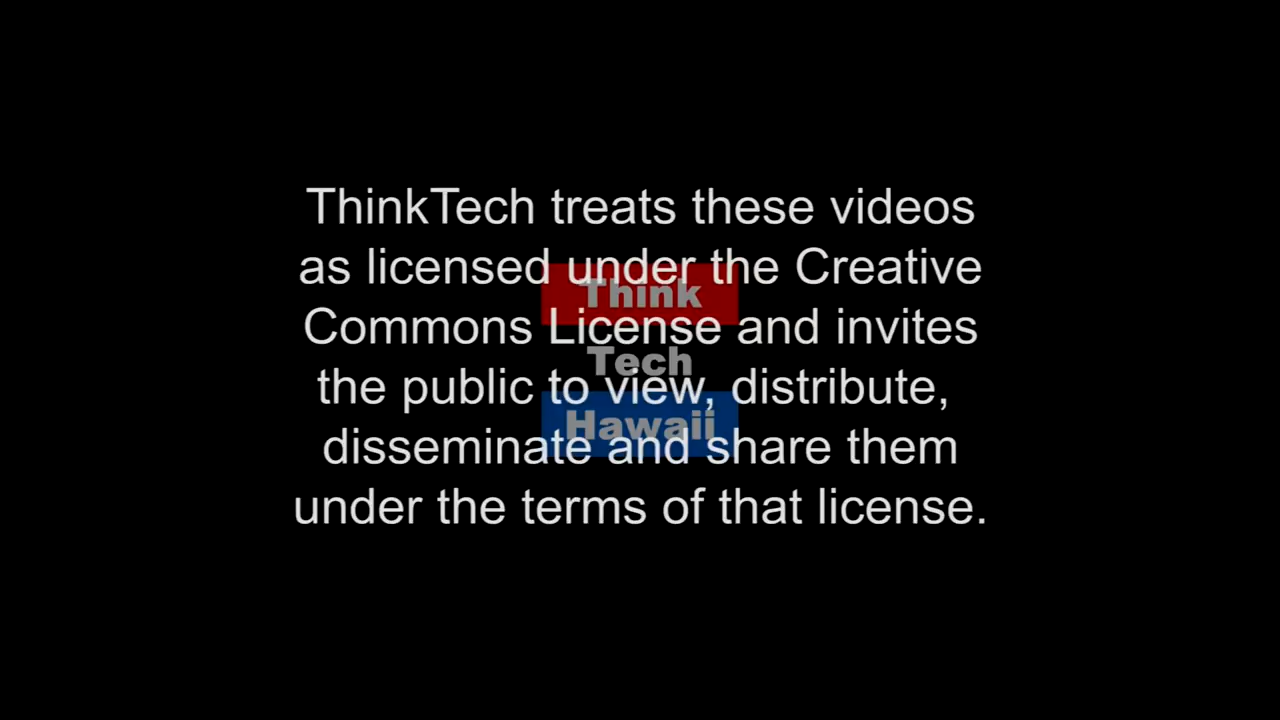 ThinkTech treats these videos
as licensed under the Creative
Think
Commons License and invites
Tech
the public to view, distribute,
Hawaii
disseminate and share them
under the terms of that license.